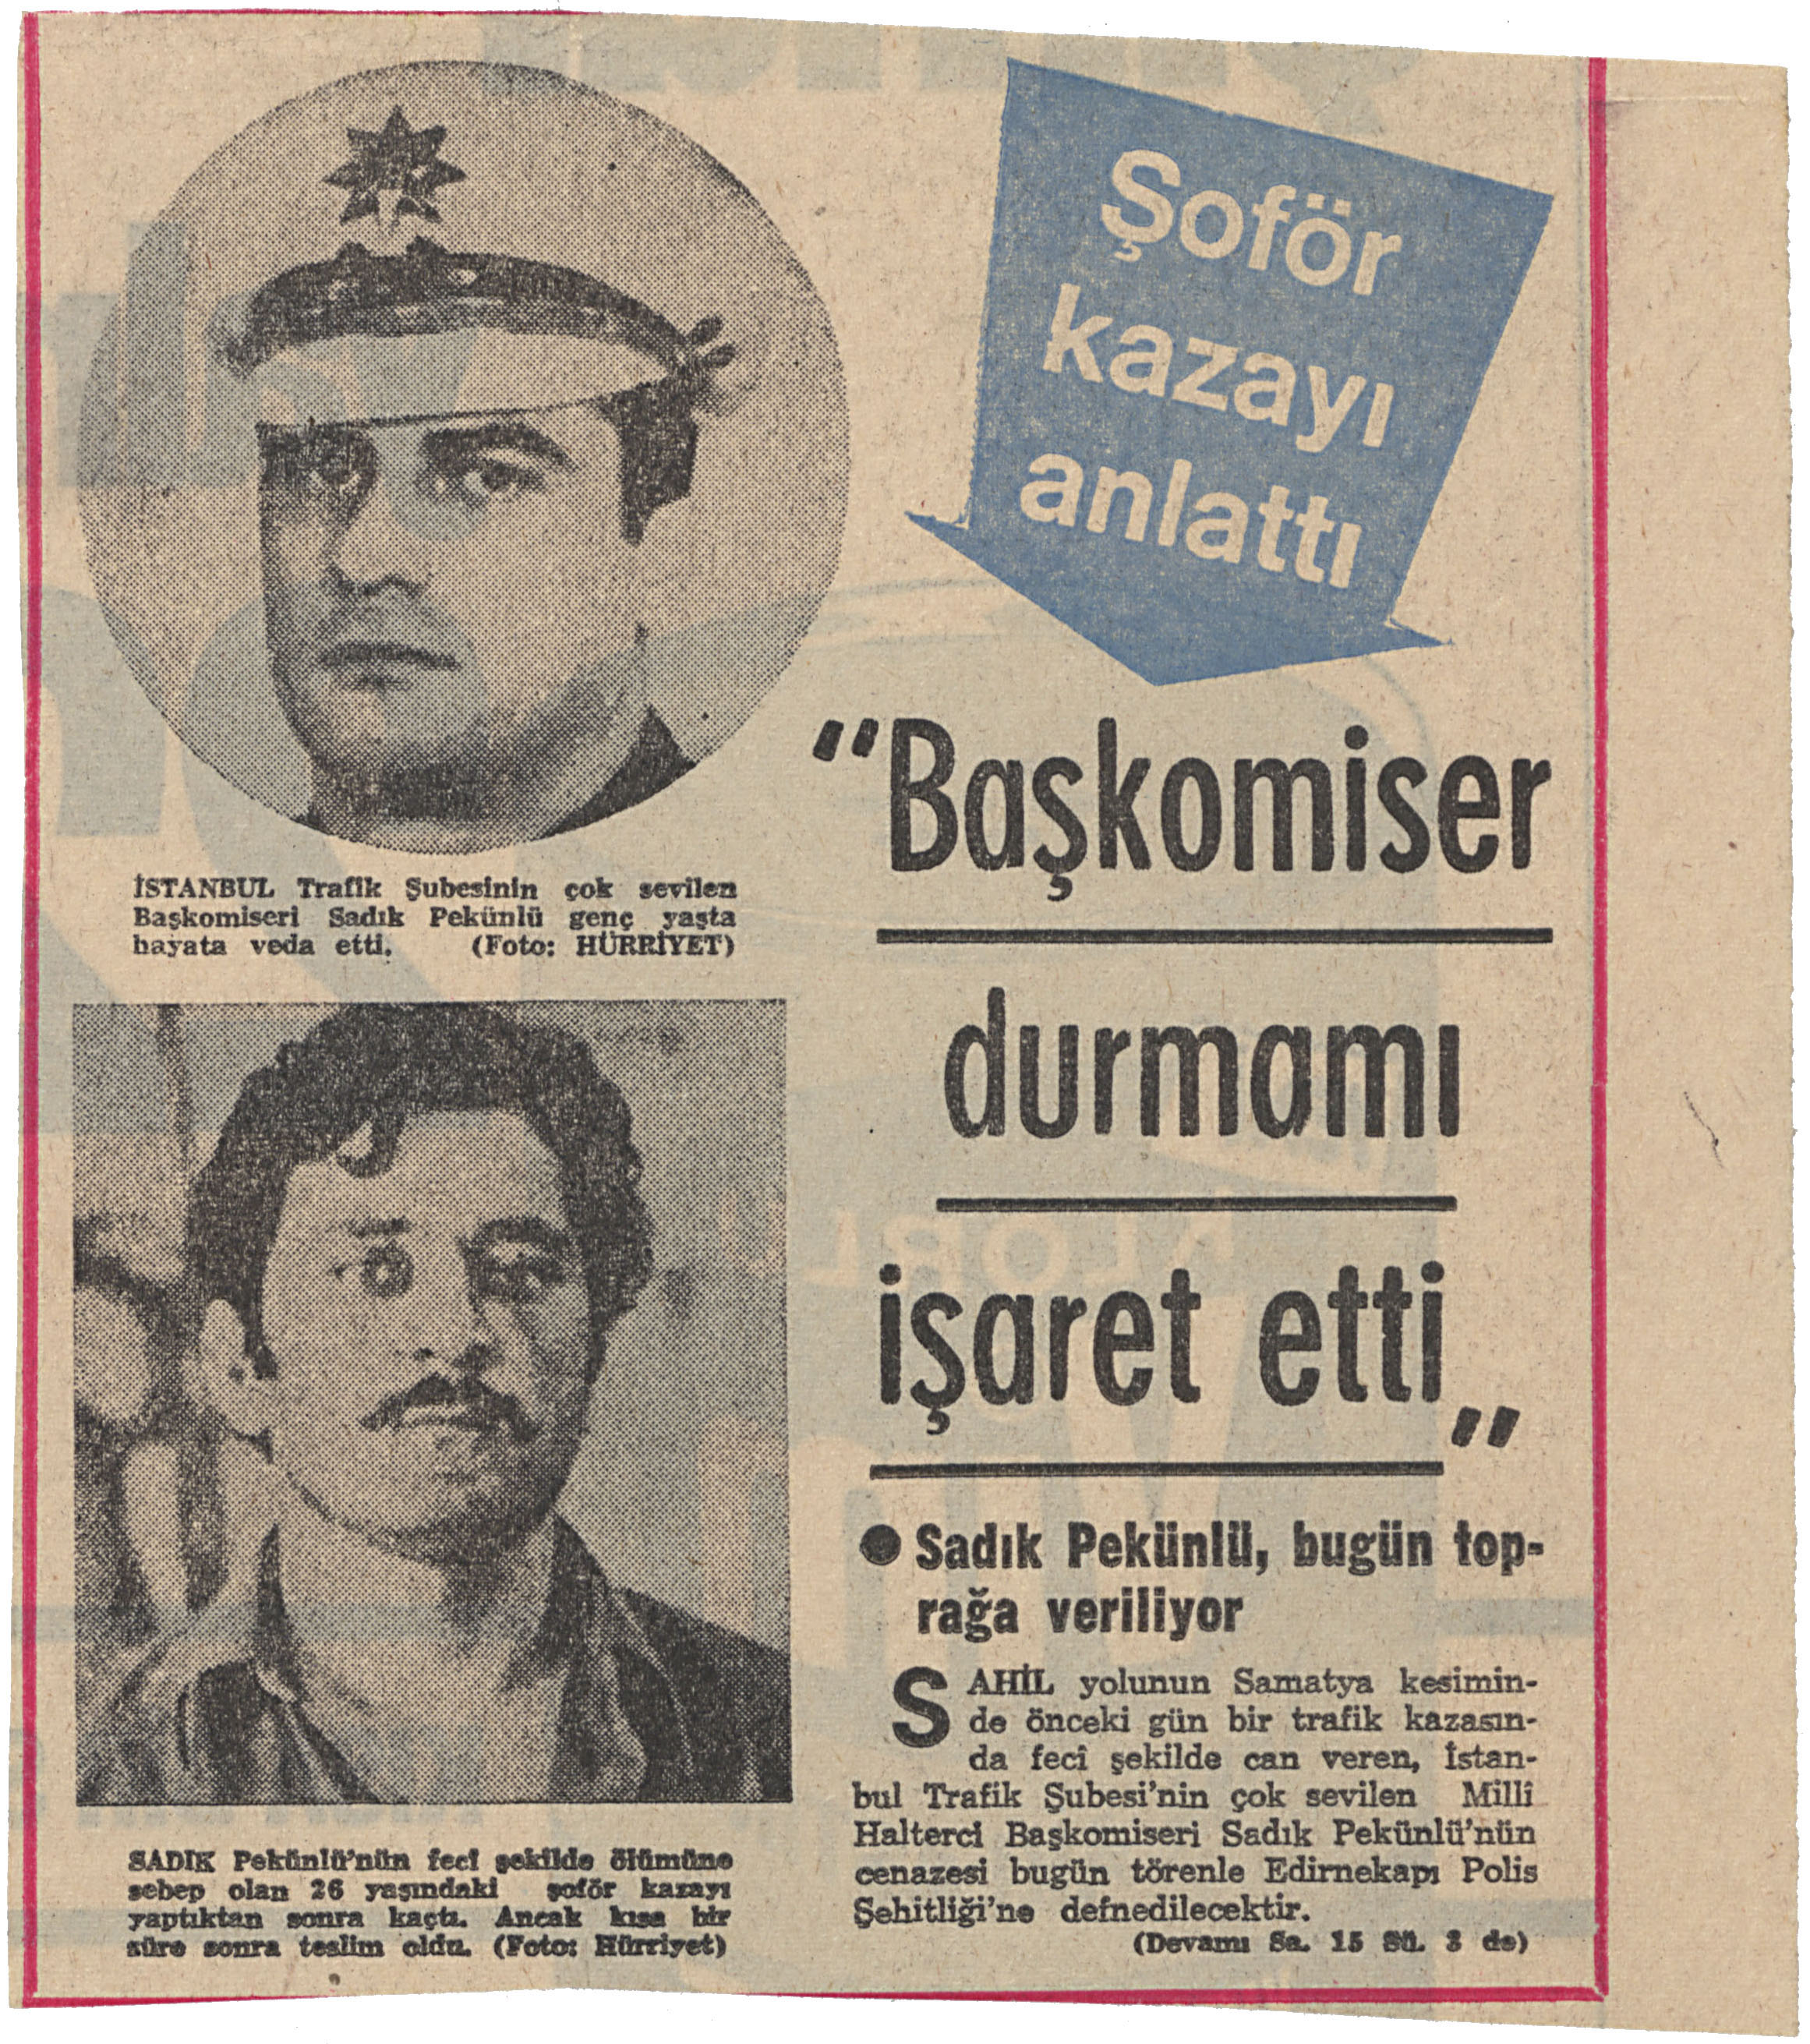 Şoför
kazayı
anlattı
"Başkomiser
durmamı
işaret etti„
İSTANBUL Trafik Şubesinin çok sevilen
Başkomiseri Sadık Pekünlü genç yaşta
hayata veda etti. (Foto: HÜRRİYET)
SADIK Pekünlü'nün feci şekilde ölümüne
sebep olan 26 yaşındaki şoför kazayı
yaptıktan sonra kaçtı. Ancak kısa bir
süre sonra teslim oldu. (Foto: Hürriyet)
● Sadık Pekünlü, bugün top-
rağa veriliyor
SAHİL yolunun Samatya kesimin-
de önceki gün bir trafik kazasın-
da fecî şekilde can veren, İstan-
bul Trafik Şubesi'nin çok sevilen Millî
Halterci Başkomiseri Sadık Pekünlü'nün
cenazesi bugün törenle Edirnekapı Polis
Şehitliği'ne defnedilecektir.
(Devamı Sa. 15 Sü. 3 de)